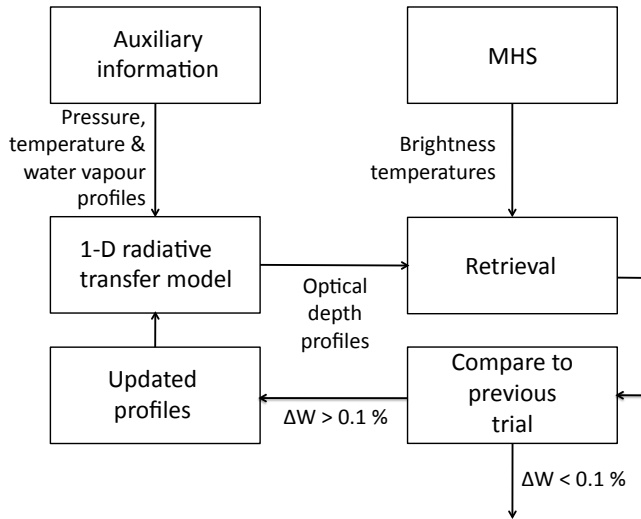 Auxiliary
information
MHS
Pressure,
temperature &
water vapour
profiles
Brightness
temperatures
1-D radiative
transfer model
Optical
depth
profiles
Retrieval
Updated
profiles
ΔW > 0.1 %
Compare to
previous
trial
ΔW < 0.1 %